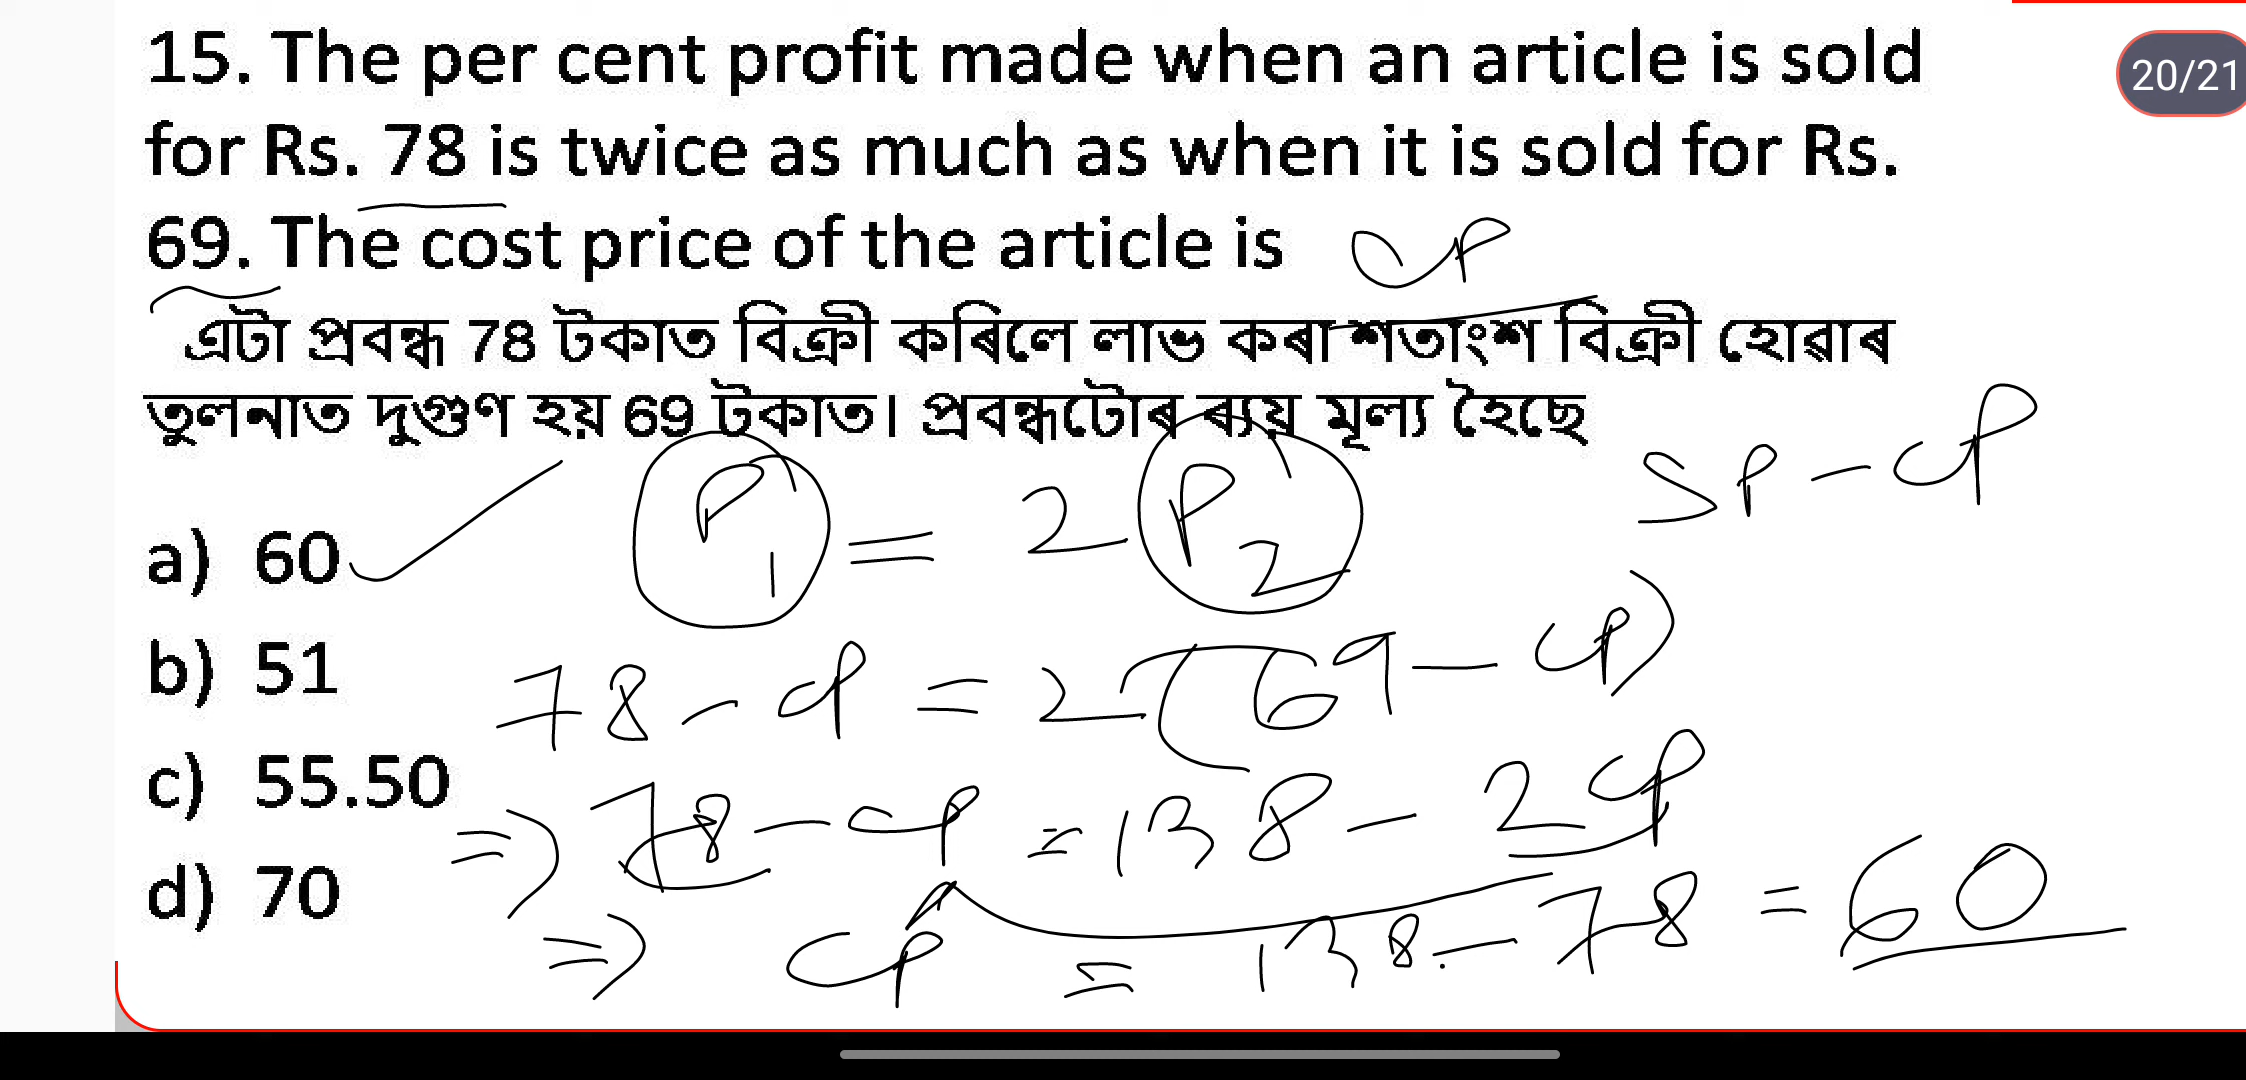 15. The per cent profit made when an article is sold
20/21
for Rs. 78 is twice as much as when it is sold for Rs.
69. The cost price of the article is CP
এটা প্ৰবন্ধ 78 টকাত বিক্ৰী কৰিলে লাভ কৰা শতাংশ বিক্ৰী হোৱাৰ
তুলনাত দুগুণ হয় 69 টকাত। প্ৰবন্ধটোৰ ব্যয় মূল্য হৈছে
SP - CP
P1 = 2 P2
a) 60
b) 51
78 - CP = 2(69 - CP)
c) 55.50
=> 78 - CP = 138 - 2CP
d) 70
=> CP = 138 - 78 = 60